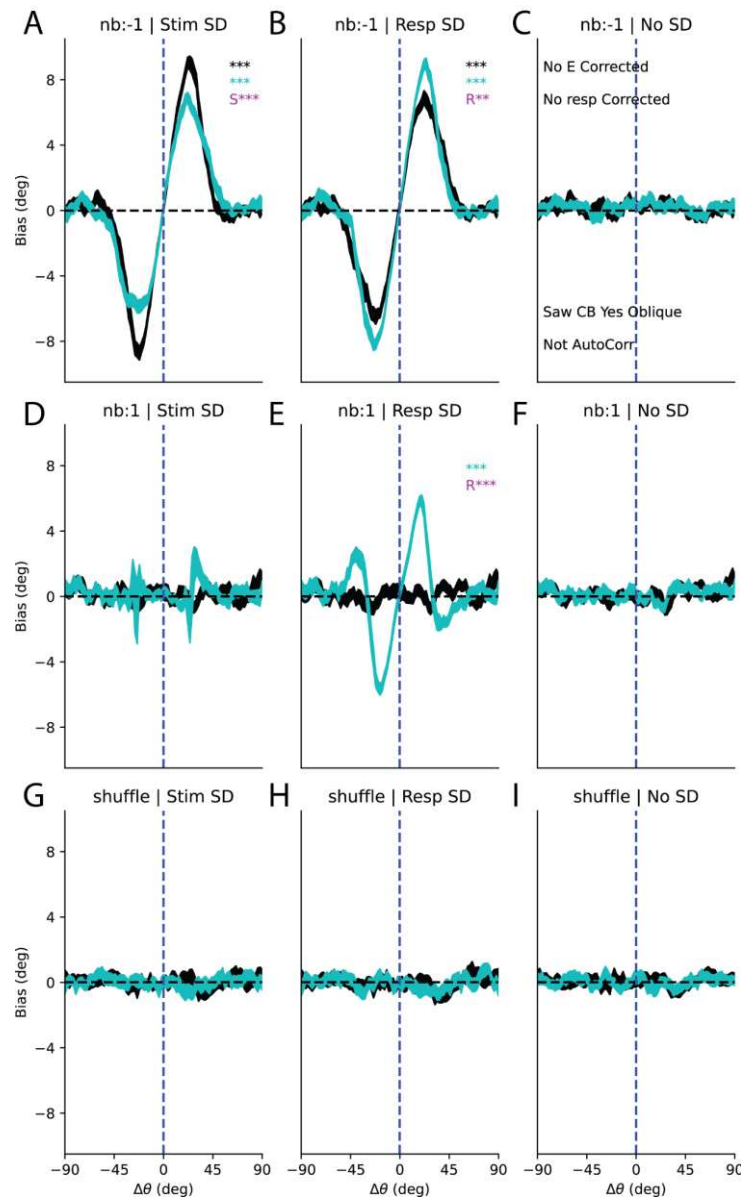 A nb:-1 | Stim SD
B nb:-1 | Resp SD
C nb:-1 | No SD
8
4
0
−4
−8
Bias (deg)
***
***
S***
***
***
R**
No E Corrected
No resp Corrected
Saw CB Yes Oblique
Not AutoCorr
D nb:1 | Stim SD
E nb:1 | Resp SD
F nb:1 | No SD
8
4
0
−4
−8
Bias (deg)
***
R***
G shuffle | Stim SD
H shuffle | Resp SD
I shuffle | No SD
8
4
0
−4
−8
Bias (deg)
−90 −45 0 45 90
−90 −45 0 45 90
−90 −45 0 45 90
Δθ (deg)
Δθ (deg)
Δθ (deg)